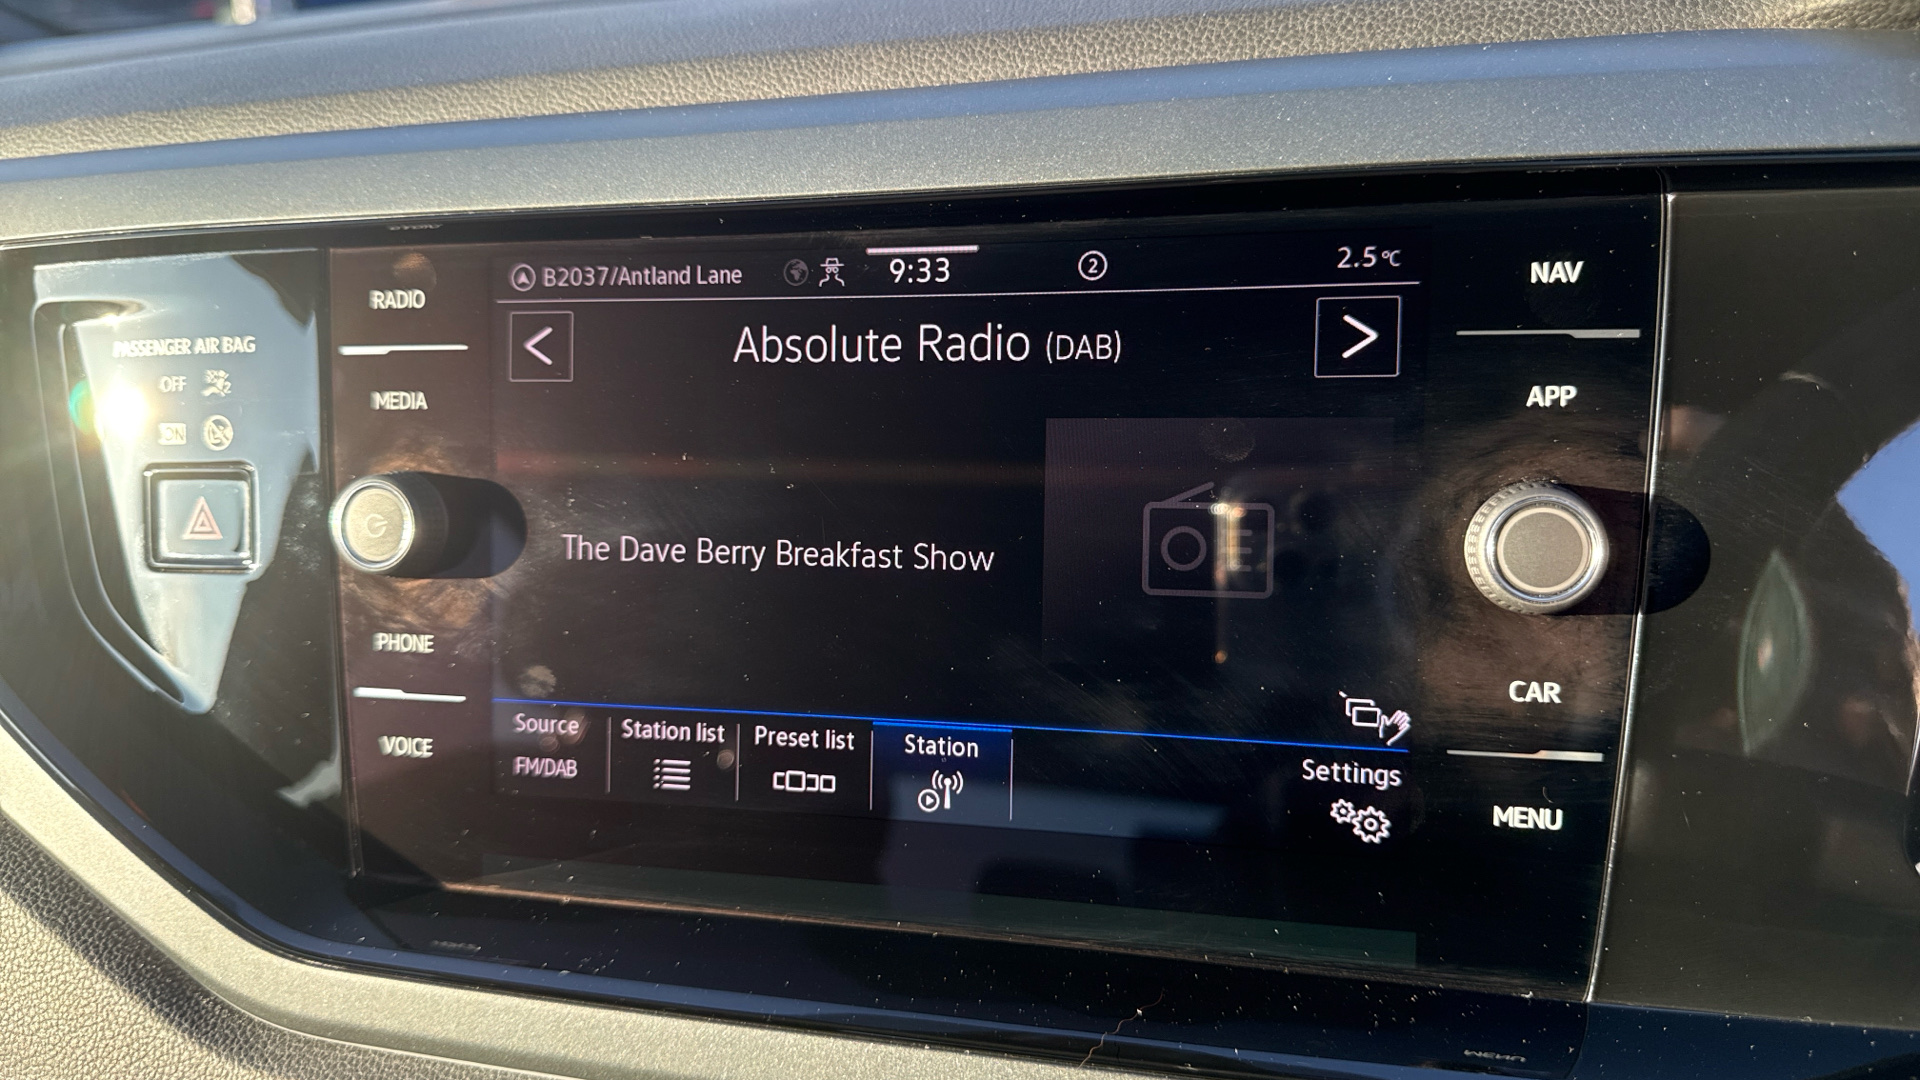 B2037/Antland Lane
9:33
2
2.5°C
Absolute Radio (DAB)
The Dave Berry Breakfast Show
Source
FM/DAB
Station list
Preset list
Station
Settings
RADIO
MEDIA
PHONE
VOICE
NAV
APP
CAR
MENU
PASSENGER AIR BAG
OFF
ON